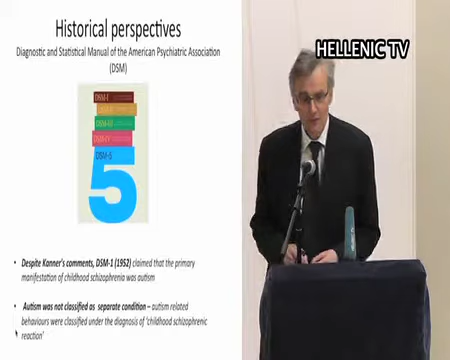 Historical perspectives
Diagnostic and Statistical Manual of the American Psychiatric Association
(DSM)
HELLENIC TV
DSM-I
DSM-II
DSM-III
DSM-IV
DSM-5
5
• Despite Kanner's comments, DSM-1 (1952) claimed that the primary
manifestation of childhood schizophrenia was autism
• Autism was not classified as separate condition – autism related
behaviours were classified under the diagnosis of 'childhood schizophrenic
reaction'